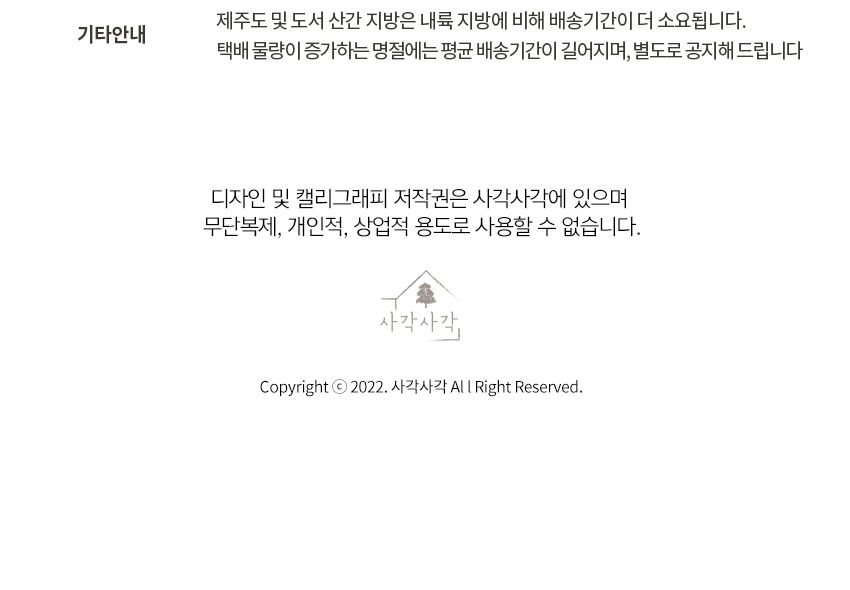 기타안내
제주도 및 도서 산간 지방은 내륙 지방에 비해 배송기간이 더 소요됩니다.
택배 물량이 증가하는 명절에는 평균 배송기간이 길어지며, 별도로 공지해 드립니다
디자인 및 캘리그래피 저작권은 사각사각에 있으며
무단복제, 개인적, 상업적 용도로 사용할 수 없습니다.
사각사각
Copyright ⓒ 2022. 사각사각 Al l Right Reserved.